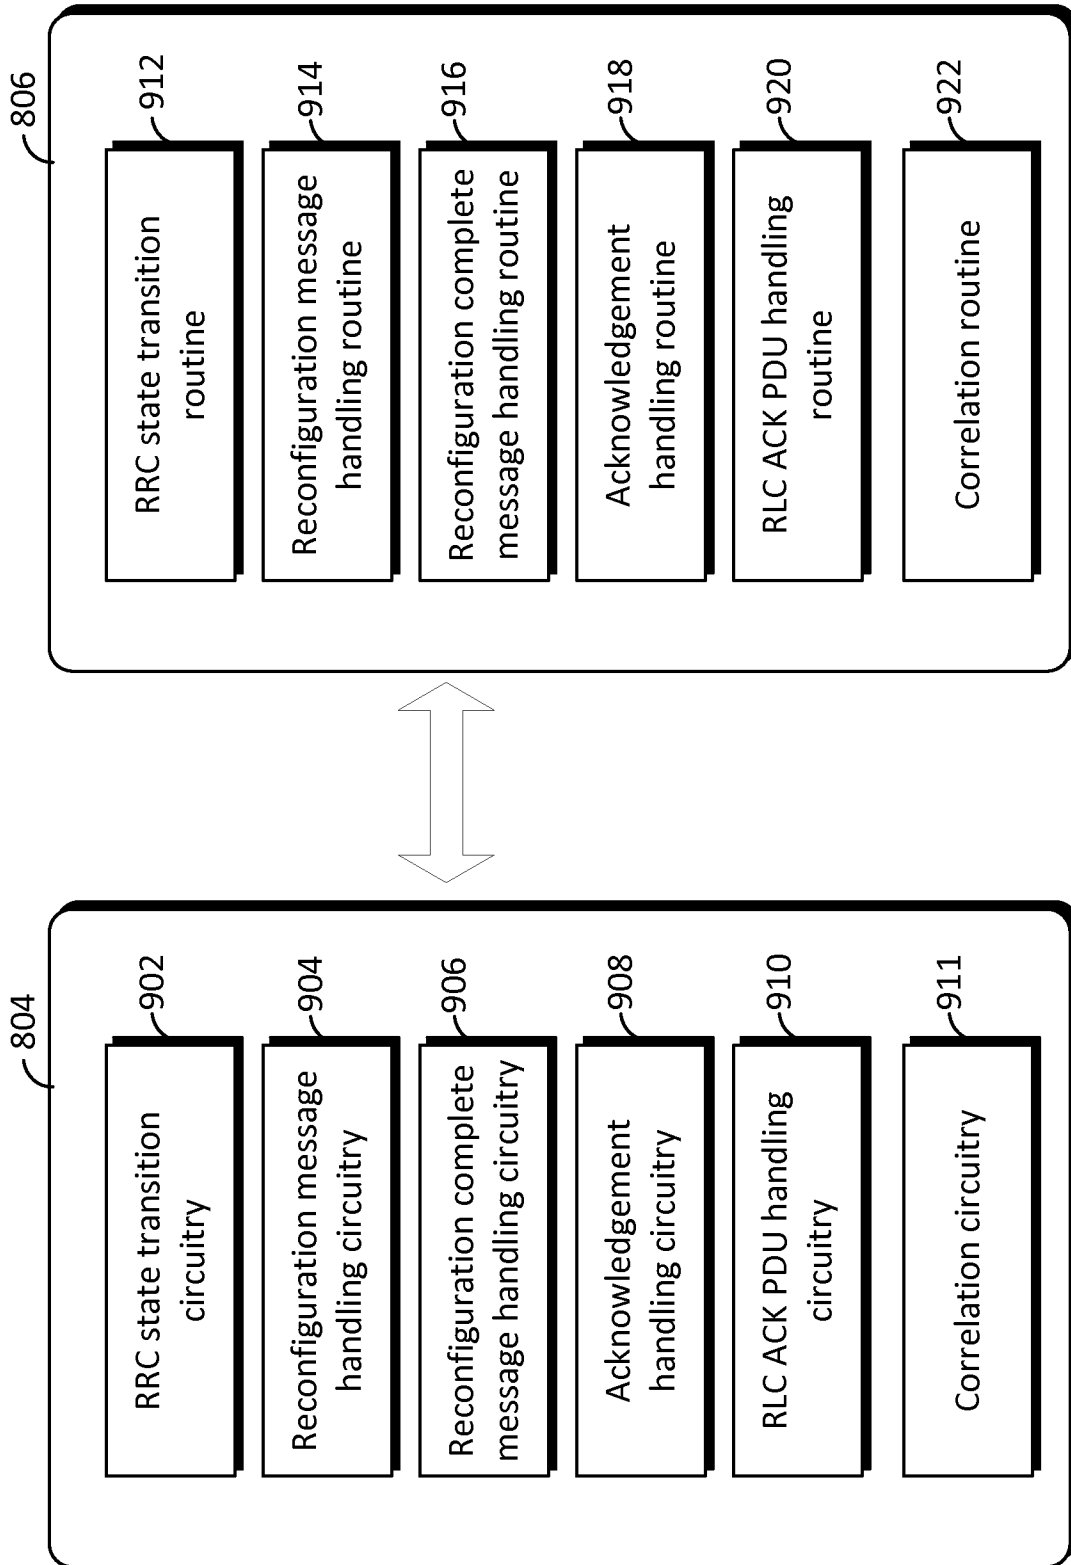 804
RRC state transition
circuitry
902
Reconfiguration message
handling circuitry
904
Reconfiguration complete
message handling circuitry
906
Acknowledgement
handling circuitry
908
RLC ACK PDU handling
circuitry
910
Correlation circuitry
911
806
RRC state transition
routine
912
Reconfiguration message
handling routine
914
Reconfiguration complete
message handling routine
916
Acknowledgement
handling routine
918
RLC ACK PDU handling
routine
920
Correlation routine
922